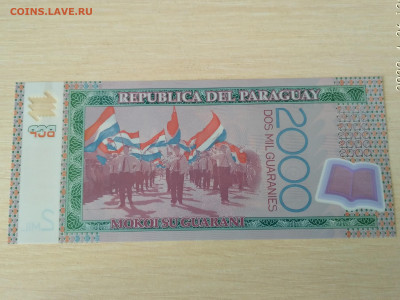 COINS.LAVE.RU
REPUBLICA DEL PARAGUAY
2000
DOS MIL GUARANIES
MOKOI SU GUARANI